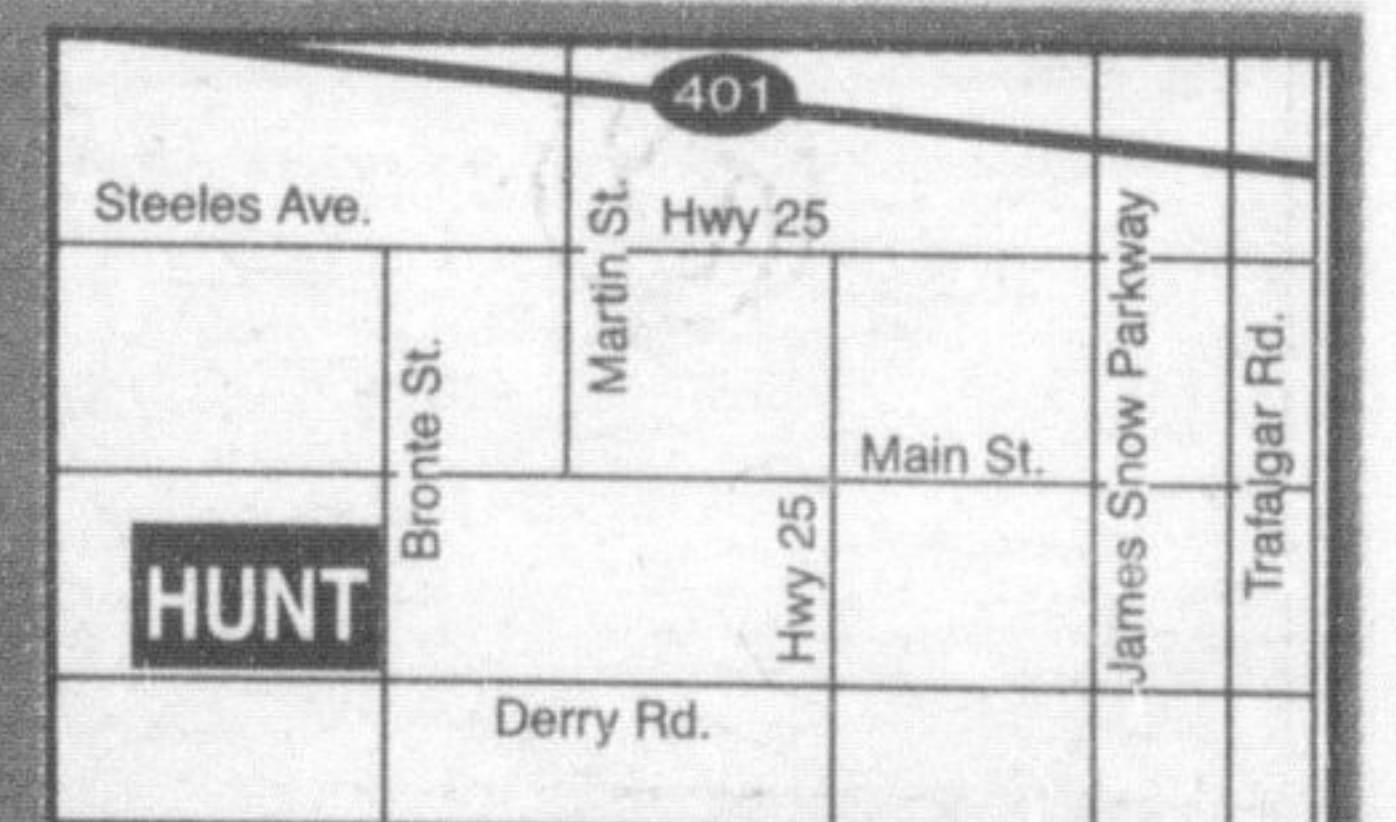 401
Steeles Ave.
Martin St.
Hwy 25
James Snow Parkway
Trafalgar Rd.
Bronte St.
Main St.
Hwy 25
HUNT
Derry Rd.